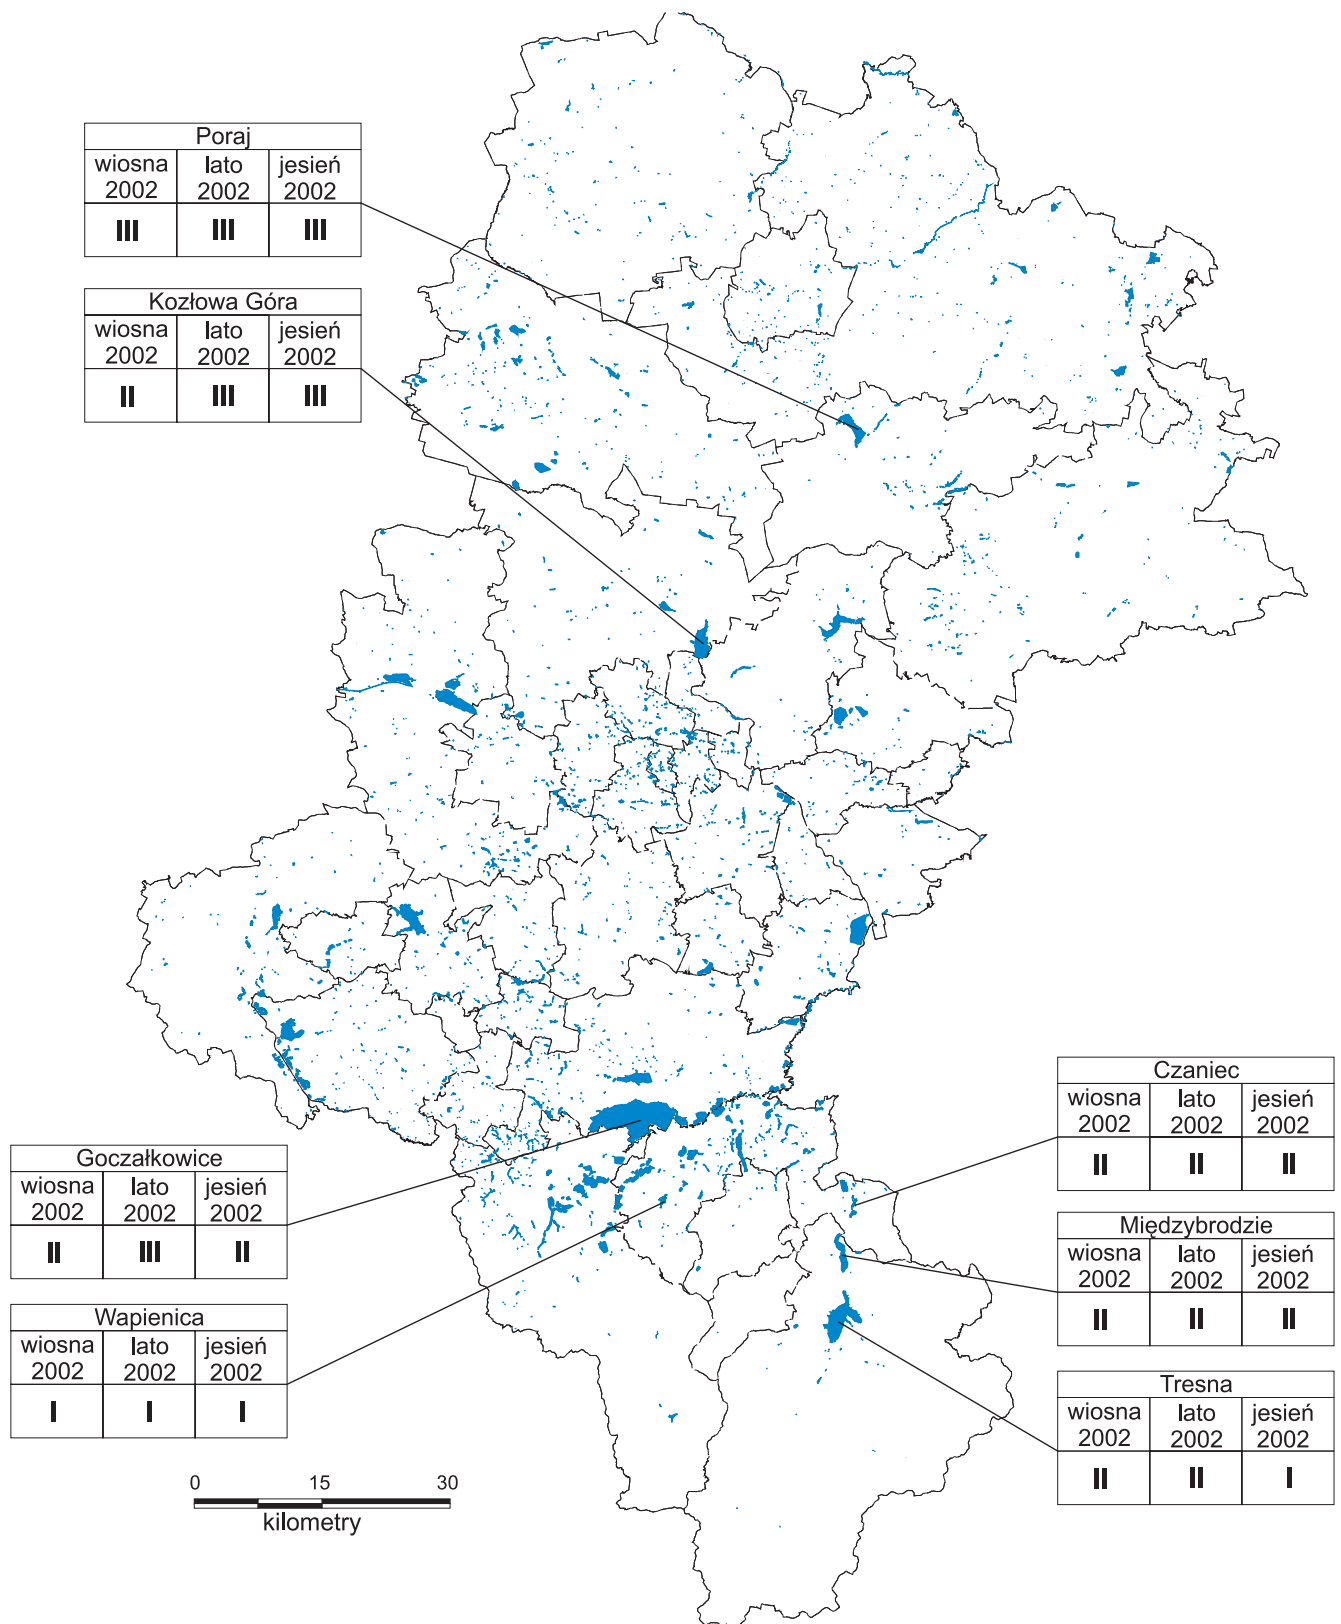 Poraj
wiosna 2002 lato 2002 jesień 2002
III III III
Kozłowa Góra
wiosna 2002 lato 2002 jesień 2002
II III III
Czaniec
wiosna 2002 lato 2002 jesień 2002
II II II
Goczałkowice
wiosna 2002 lato 2002 jesień 2002
II III II
Międzybrodzie
wiosna 2002 lato 2002 jesień 2002
II II II
Wapienica
wiosna 2002 lato 2002 jesień 2002
I I I
Tresna
wiosna 2002 lato 2002 jesień 2002
II II I
0 15 30
kilometry